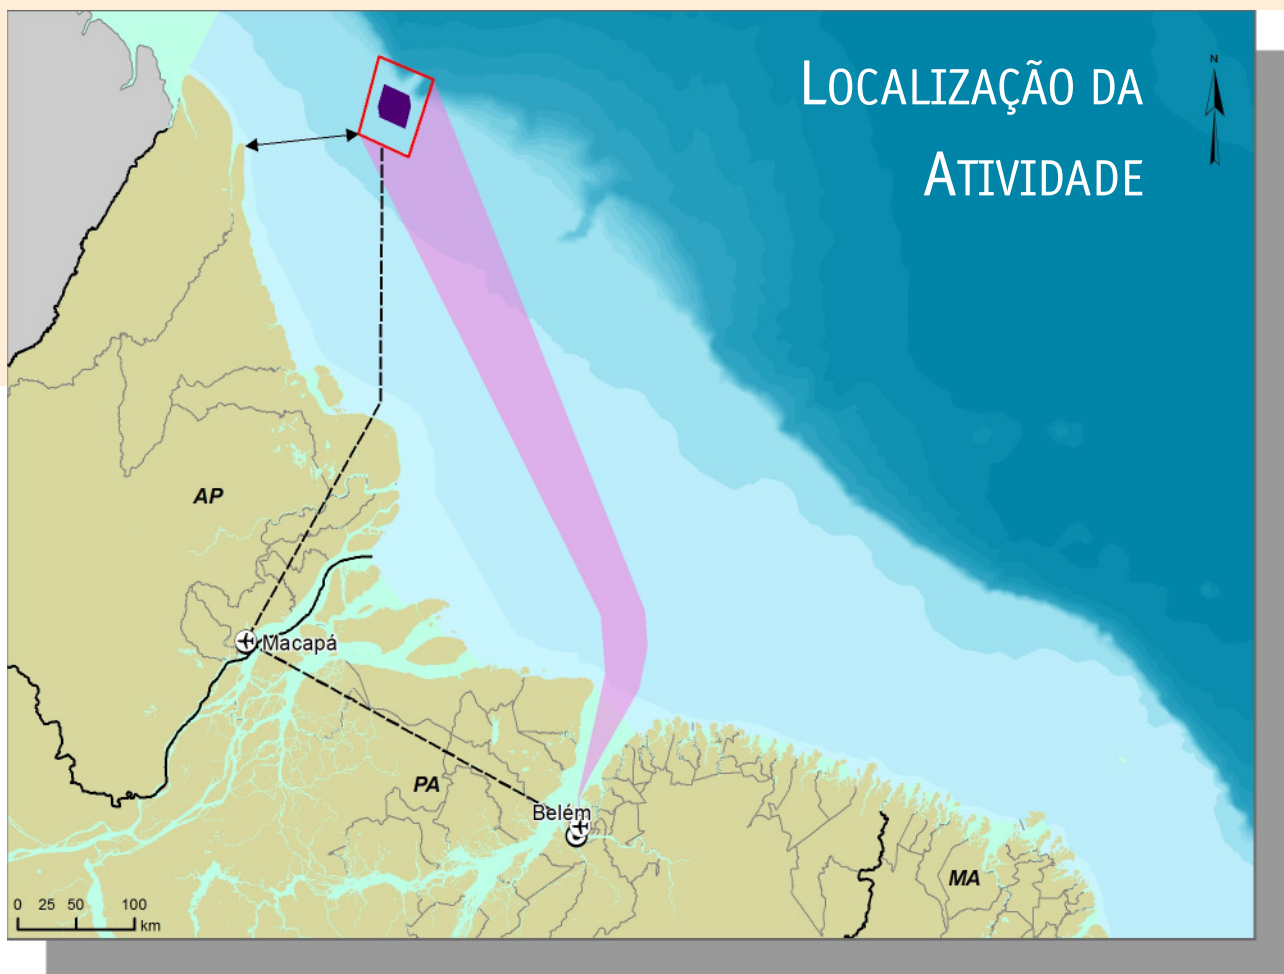 LOCALIZAÇÃO DA
ATIVIDADE
N
AP
Macapá
PA
Belém
MA
0 25 50 100
km